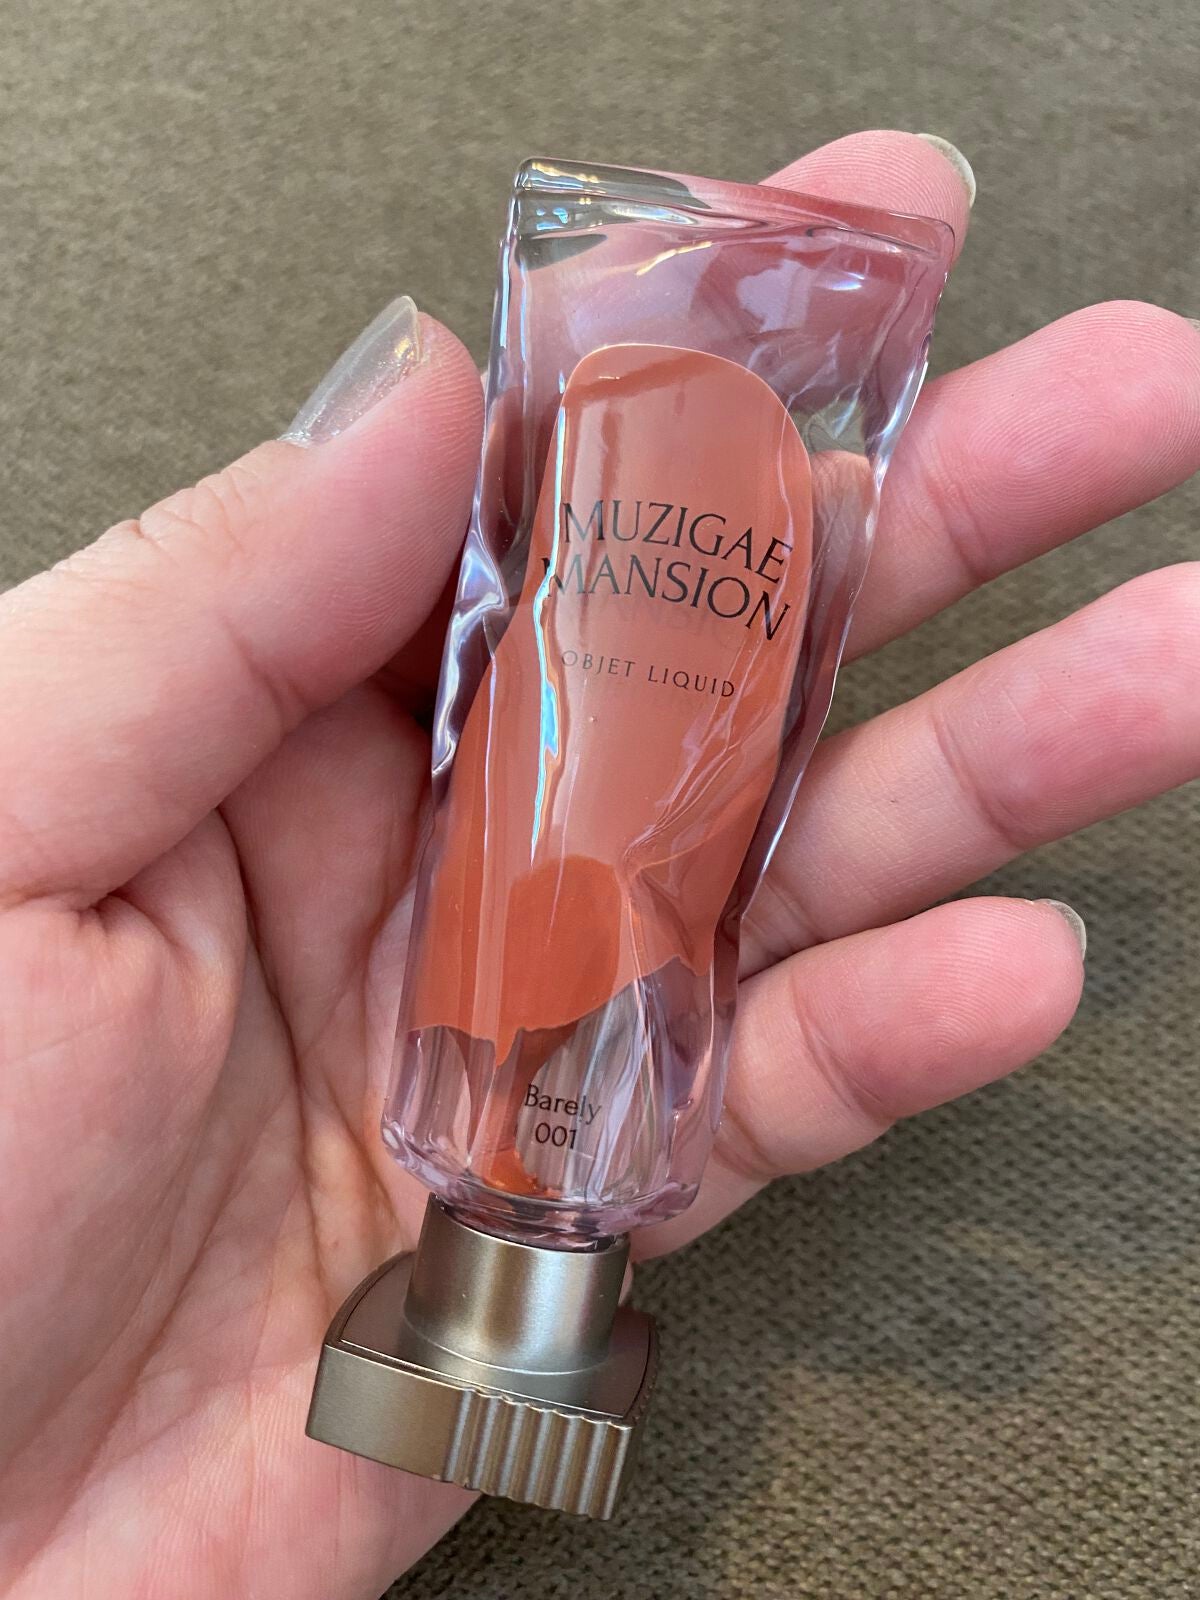 MUZIGAE
MANSION
OBJET LIQUID
Barely
001